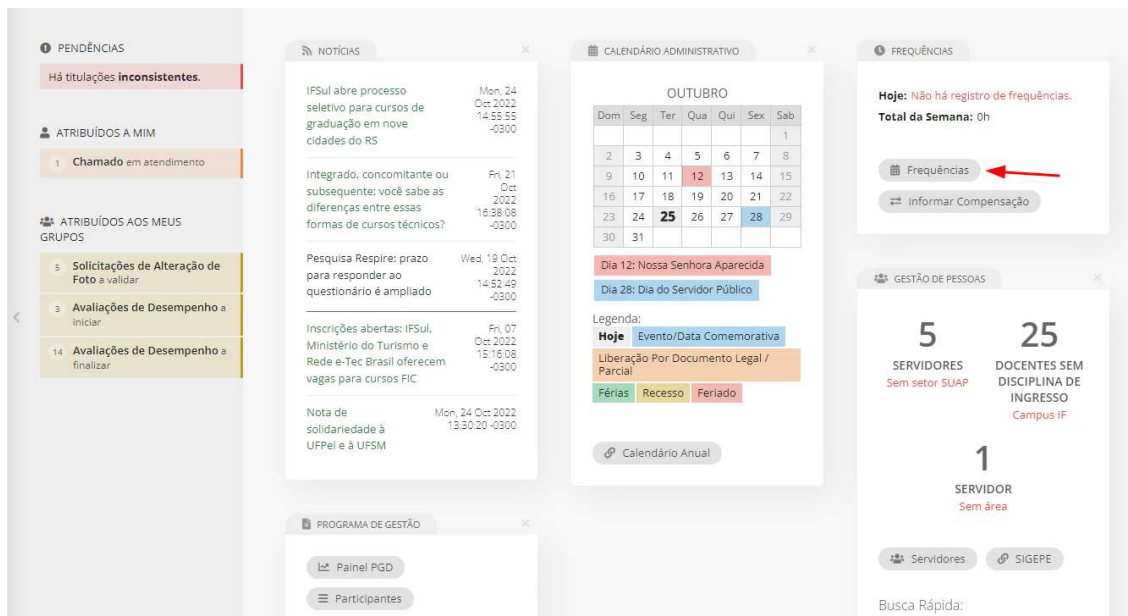 PENDÊNCIAS
Há titulações inconsistentes.
ATRIBUÍDOS A MIM
1 Chamado em atendimento
ATRIBUÍDOS AOS MEUS
GRUPOS
5 Solicitações de Alteração de
Foto a validar
3 Avaliações de Desempenho a
iniciar
14 Avaliações de Desempenho a
finalizar
NOTÍCIAS
IFSul abre processo
seletivo para cursos de
graduação em nove
cidades do RS
Mon, 24
Oct 2022
14:55:55
-0300
Integrado, concomitante ou
subsequente: você sabe as
diferenças entre essas
formas de cursos técnicos?
Fri, 21
Oct
2022
16:38:08
-0300
Pesquisa Respire: prazo
para responder ao
questionário é ampliado
Wed, 19 Oct
2022
14:52:49
-0300
Inscrições abertas: IFSul,
Ministério do Turismo e
Rede e-Tec Brasil oferecem
vagas para cursos FIC
Fri, 07
Oct 2022
15:16:08
-0300
Nota de
solidariedade à
UFPel e à UFSM
Mon, 24 Oct 2022
13:30:20 -0300
PROGRAMA DE GESTÃO
Painel PGD
Participantes
CALENDÁRIO ADMINISTRATIVO
OUTUBRO
Dom Seg Ter Qua Qui Sex Sab
1
2 3 4 5 6 7 8
9 10 11 12 13 14 15
16 17 18 19 20 21 22
23 24 25 26 27 28 29
30 31
Dia 12: Nossa Senhora Aparecida
Dia 28: Dia do Servidor Público
Legenda:
Hoje Evento/Data Comemorativa
Liberação Por Documento Legal /
Parcial
Férias Recesso Feriado
Calendário Anual
FREQUÊNCIAS
Hoje: Não há registro de frequências.
Total da Semana: 0h
Frequências
Informar Compensação
GESTÃO DE PESSOAS
5
SERVIDORES
Sem setor SUAP
25
DOCENTES SEM
DISCIPLINA DE
INGRESSO
Campus IF
1
SERVIDOR
Sem área
Servidores SIGEPE
Busca Rápida: